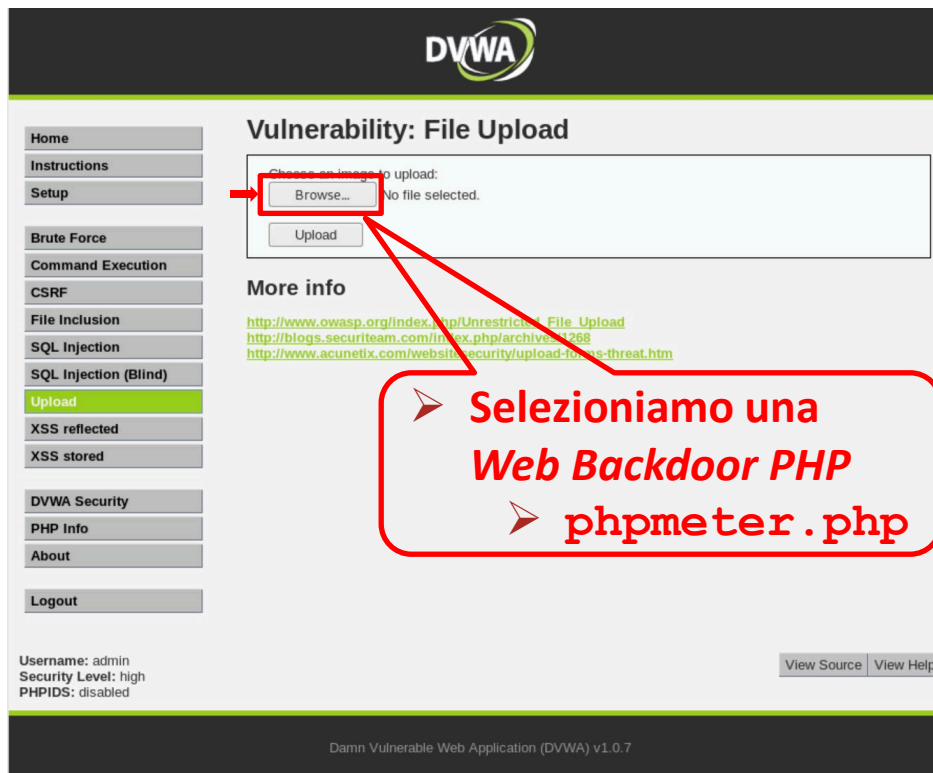 DVWA
Vulnerability: File Upload
Home
Instructions
Setup
Brute Force
Command Execution
CSRF
File Inclusion
SQL Injection
SQL Injection (Blind)
Upload
XSS reflected
XSS stored
DVWA Security
PHP Info
About
Logout
Choose an image to upload:
Browse... No file selected.
Upload
More info
http://www.owasp.org/index.php/Unrestricted_File_Upload
http://blogs.securiteam.com/index.php/archives/1268
http://www.acunetix.com/websitesecurity/upload-forms-threat.htm
➢ Selezioniamo una
Web Backdoor PHP
➢ phpmeter.php
Username: admin
Security Level: high
PHPIDS: disabled
View Source View Help
Damn Vulnerable Web Application (DVWA) v1.0.7